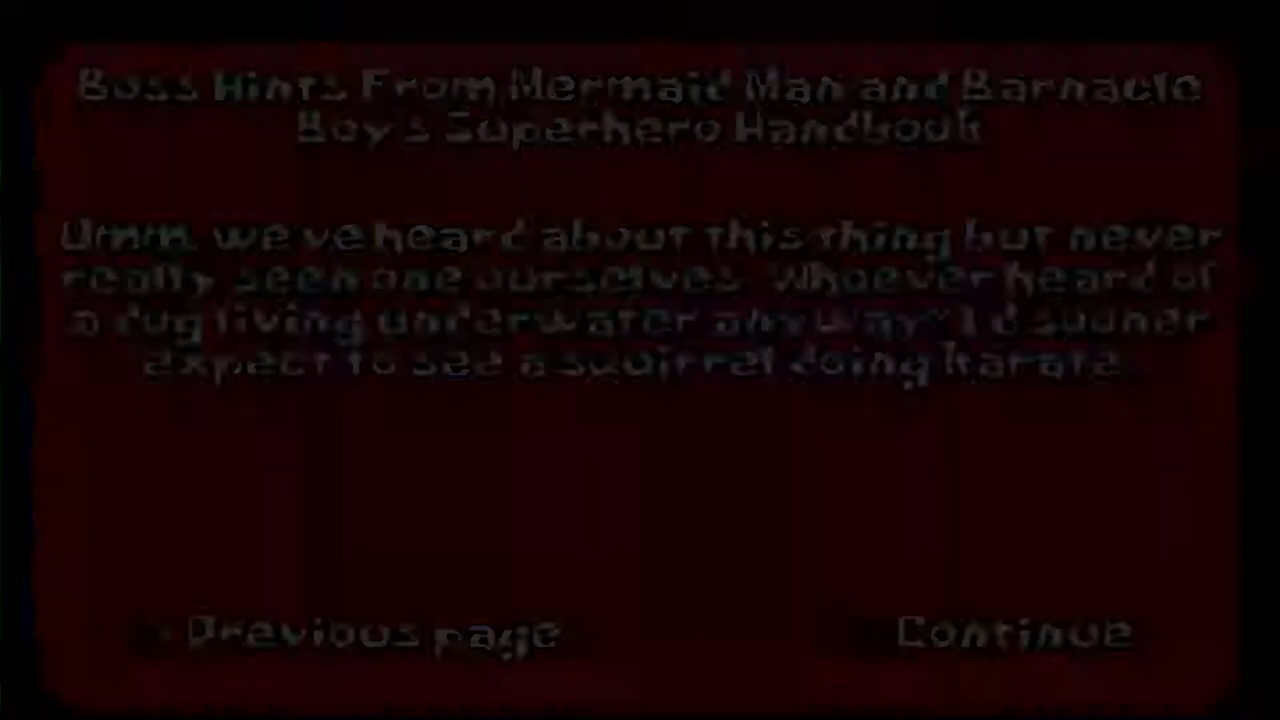 Boss Hints From Mermaid Man and Barnacle
Boy's Superhero Handbook
Umm, we've heard about this thing but never
really seen one ourselves. Whoever heard of
a living underwater anyway? I'd sooner
expect to see a squirrel doing karate.
Previous page
Continue